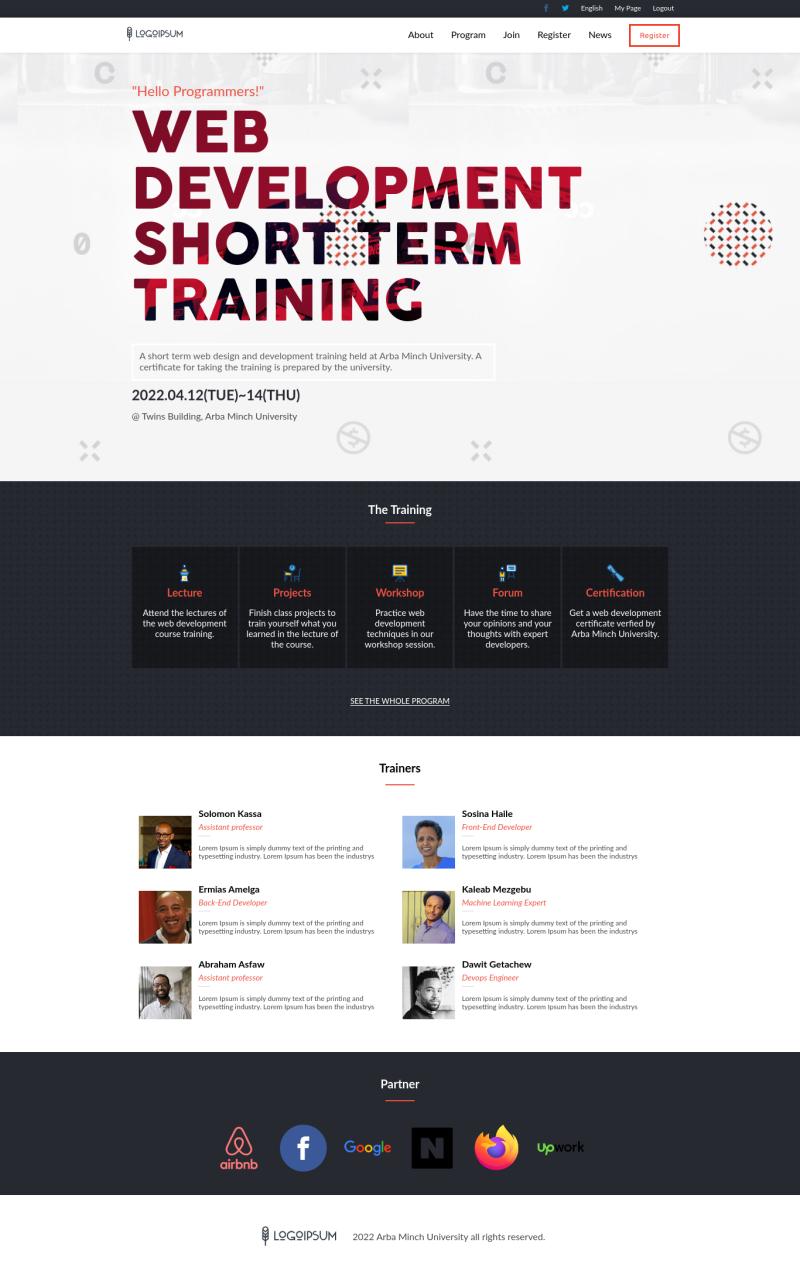 English My Page Logout
LOGOIPSUM About Program Join Register News Register
"Hello Programmers!"
WEB
DEVELOPMENT
SHORT TERM
TRAINING
A short term web design and development training held at Arba Minch University. A
certificate for taking the training is prepared by the university.
2022.04.12(TUE)~14(THU)
@ Twins Building, Arba Minch University
The Training
Lecture
Attend the lectures of
the web development
course training.
Projects
Finish class projects to
train yourself what you
learned in the lecture of
the course.
Workshop
Practice web
development
techniques in our
workshop session.
Forum
Have the time to share
your opinions and your
thoughts with expert
developers.
Certification
Get a web development
certificate verfied by
Arba Minch University.
SEE THE WHOLE PROGRAM
Trainers
Solomon Kassa
Assistant professor
Lorem Ipsum is simply dummy text of the printing and
typesetting industry. Lorem Ipsum has been the industrys
Sosina Haile
Front-End Developer
Lorem Ipsum is simply dummy text of the printing and
typesetting industry. Lorem Ipsum has been the industrys
Ermias Amelga
Back-End Developer
Lorem Ipsum is simply dummy text of the printing and
typesetting industry. Lorem Ipsum has been the industrys
Kaleab Mezgebu
Machine Learning Expert
Lorem Ipsum is simply dummy text of the printing and
typesetting industry. Lorem Ipsum has been the industrys
Abraham Asfaw
Assistant professor
Lorem Ipsum is simply dummy text of the printing and
typesetting industry. Lorem Ipsum has been the industrys
Dawit Getachew
Devops Engineer
Lorem Ipsum is simply dummy text of the printing and
typesetting industry. Lorem Ipsum has been the industrys
Partner
airbnb f Google N upwork
LOGOIPSUM 2022 Arba Minch University all rights reserved.